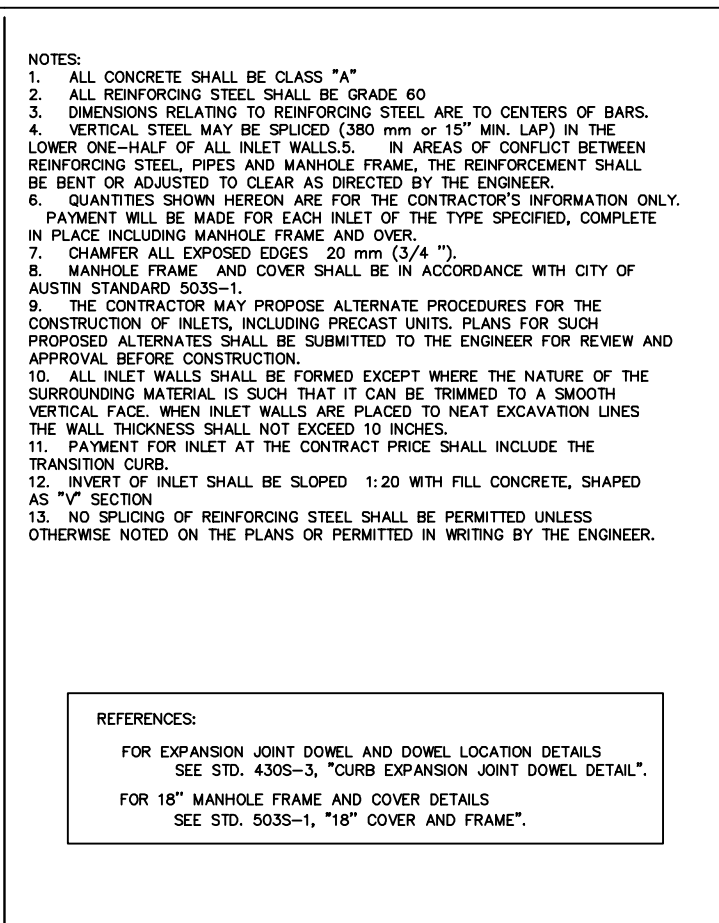 NOTES:
1. ALL CONCRETE SHALL BE CLASS "A"
2. ALL REINFORCING STEEL SHALL BE GRADE 60
3. DIMENSIONS RELATING TO REINFORCING STEEL ARE TO CENTERS OF BARS.
4. VERTICAL STEEL MAY BE SPLICED (380 mm or 15" MIN. LAP) IN THE
LOWER ONE-HALF OF ALL INLET WALLS.5. IN AREAS OF CONFLICT BETWEEN
REINFORCING STEEL, PIPES AND MANHOLE FRAME, THE REINFORCEMENT SHALL
BE BENT OR ADJUSTED TO CLEAR AS DIRECTED BY THE ENGINEER.
6. QUANTITIES SHOWN HEREON ARE FOR THE CONTRACTOR'S INFORMATION ONLY.
PAYMENT WILL BE MADE FOR EACH INLET OF THE TYPE SPECIFIED, COMPLETE
IN PLACE INCLUDING MANHOLE FRAME AND OVER.
7. CHAMFER ALL EXPOSED EDGES 20 mm (3/4 ").
8. MANHOLE FRAME AND COVER SHALL BE IN ACCORDANCE WITH CITY OF
AUSTIN STANDARD 503S-1.
9. THE CONTRACTOR MAY PROPOSE ALTERNATE PROCEDURES FOR THE
CONSTRUCTION OF INLETS, INCLUDING PRECAST UNITS. PLANS FOR SUCH
PROPOSED ALTERNATES SHALL BE SUBMITTED TO THE ENGINEER FOR REVIEW AND
APPROVAL BEFORE CONSTRUCTION.
10. ALL INLET WALLS SHALL BE FORMED EXCEPT WHERE THE NATURE OF THE
SURROUNDING MATERIAL IS SUCH THAT IT CAN BE TRIMMED TO A SMOOTH
VERTICAL FACE. WHEN INLET WALLS ARE PLACED TO NEAT EXCAVATION LINES
THE WALL THICKNESS SHALL NOT EXCEED 10 INCHES.
11. PAYMENT FOR INLET AT THE CONTRACT PRICE SHALL INCLUDE THE
TRANSITION CURB.
12. INVERT OF INLET SHALL BE SLOPED 1:20 WITH FILL CONCRETE, SHAPED
AS "V" SECTION
13. NO SPLICING OF REINFORCING STEEL SHALL BE PERMITTED UNLESS
OTHERWISE NOTED ON THE PLANS OR PERMITTED IN WRITING BY THE ENGINEER.
REFERENCES:
FOR EXPANSION JOINT DOWEL AND DOWEL LOCATION DETAILS
SEE STD. 430S-3, "CURB EXPANSION JOINT DOWEL DETAIL".
FOR 18" MANHOLE FRAME AND COVER DETAILS
SEE STD. 503S-1, "18" COVER AND FRAME".